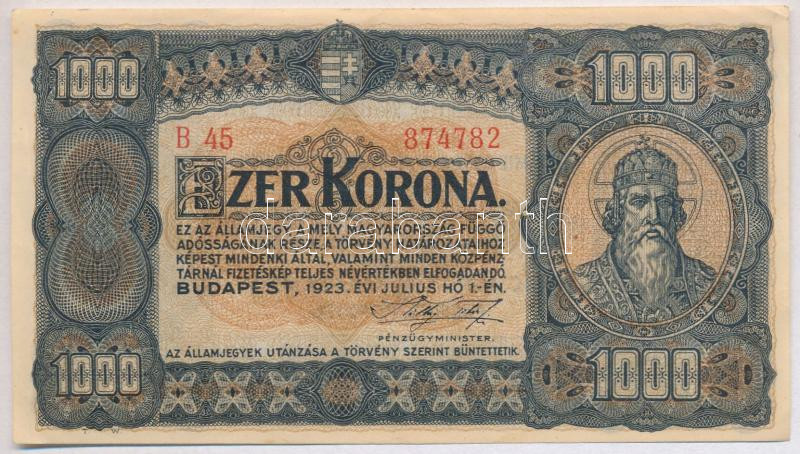 1000 1000
B 45 874782
EZER KORONA.
EZ AZ ÁLLAMJEGY, A MELY MAGYARORSZÁG FÜGGŐ
ADÓSSÁGÁNAK RÉSZE, A TÖRVÉNY HATÁROZATAIHOZ
KÉPEST MINDENKI ÁLTAL, VALAMINT MINDEN KÖZPÉNZ-
TÁRNÁL FIZETÉSKÉP TELJES NÉVÉRTÉKBEN ELFOGADANDÓ.
BUDAPEST, 1923. ÉVI JULIUS HÓ 1.-ÉN.
PÉNZÜGYMINISTER.
AZ ÁLLAMJEGYEK UTÁNZÁSA A TÖRVÉNY SZERINT BÜNTETTETIK.
1000 1000
darabanth